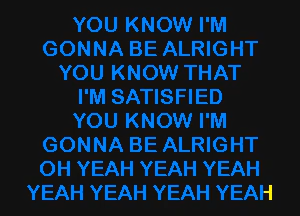 YOU KNOW I'M
GONNA BE ALRIGHT
YOU KNOW THAT
I'M SATISFIED
YOU KNOW I'M
GONNA BE ALRIGHT
OH YEAH YEAH YEAH
YEAH YEAH YEAH YEAH